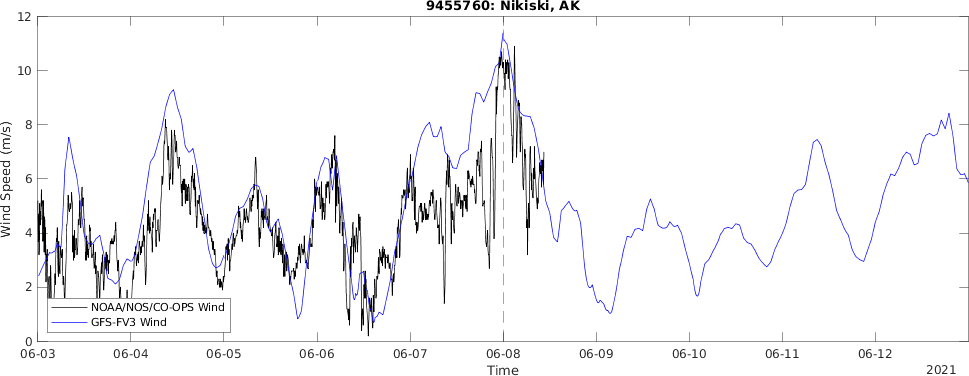 9455760: Nikiski, AK
Wind Speed (m/s)
12
10
8
6
4
2
0
NOAA/NOS/CO-OPS Wind
GFS-FV3 Wind
06-03 06-04 06-05 06-06 06-07 06-08 06-09 06-10 06-11 06-12
Time
2021